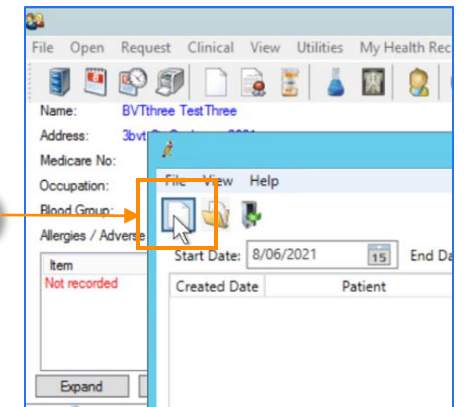 File Open Request Clinical View Utilities My Health Rec
Name: BVTthree TestThree
Address: 3bvt
Medicare No:
Occupation:
Blood Group:
Allergies / Adverse
Item
Not recorded
Expand
File View Help
Start Date: 8/06/2021 15 End Da
Created Date Patient